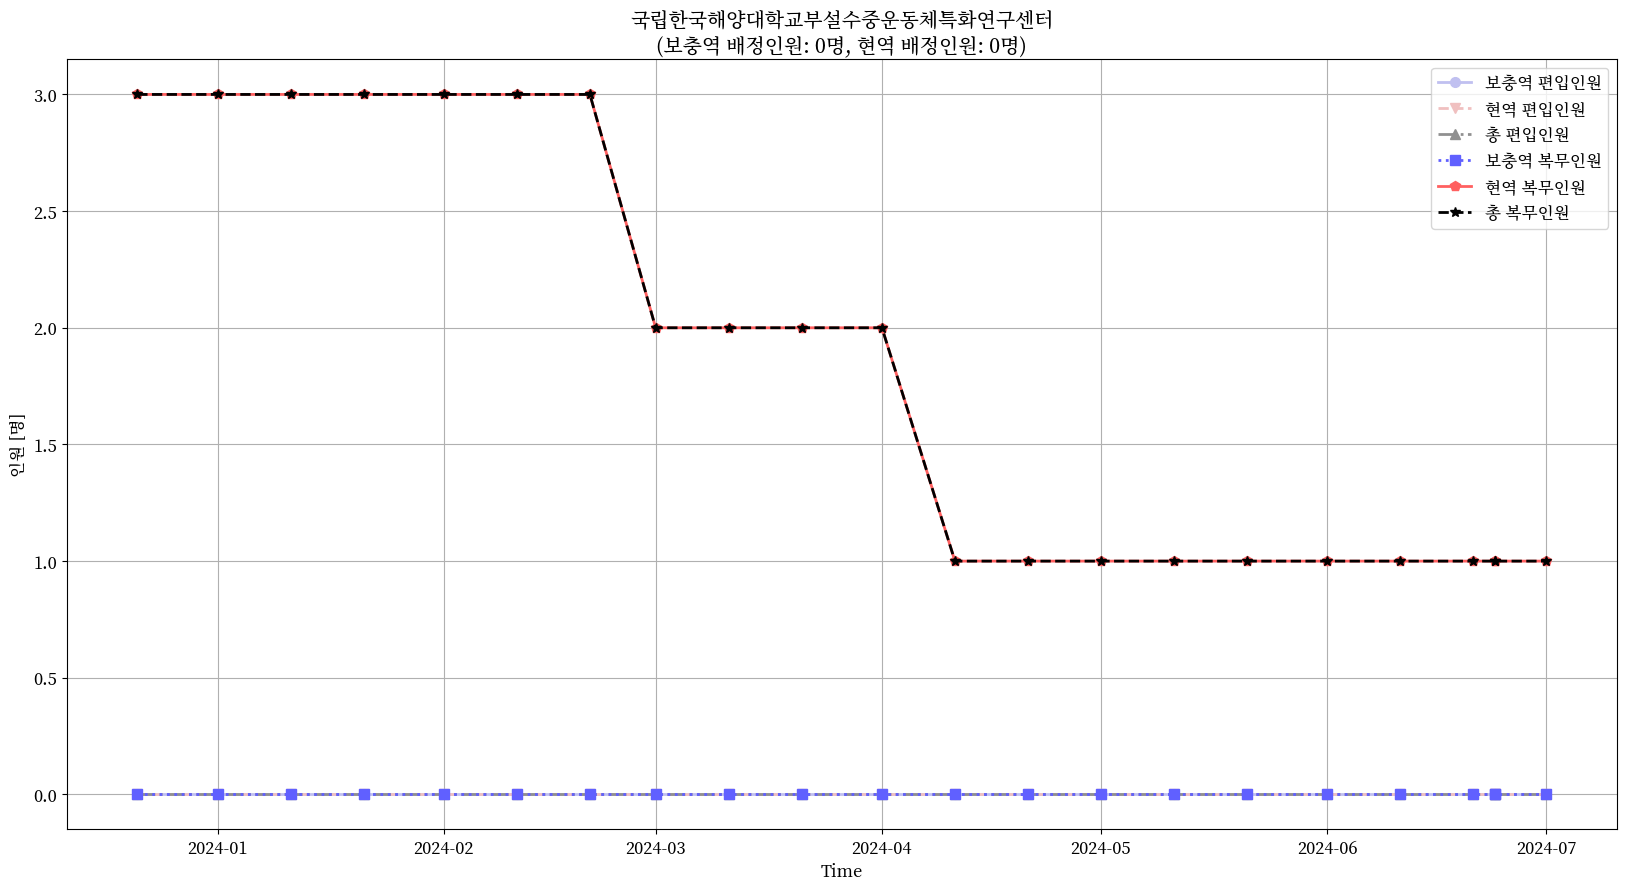 국립한국해양대학교부설수중운동체특화연구센터
(보충역 배정인원: 0명, 현역 배정인원: 0명)
보충역 편입인원
현역 편입인원
총 편입인원
보충역 복무인원
현역 복무인원
총 복무인원
3.0
2.5
2.0
1.5
1.0
0.5
0.0
인원 [명]
2024-01 2024-02 2024-03 2024-04 2024-05 2024-06 2024-07
Time